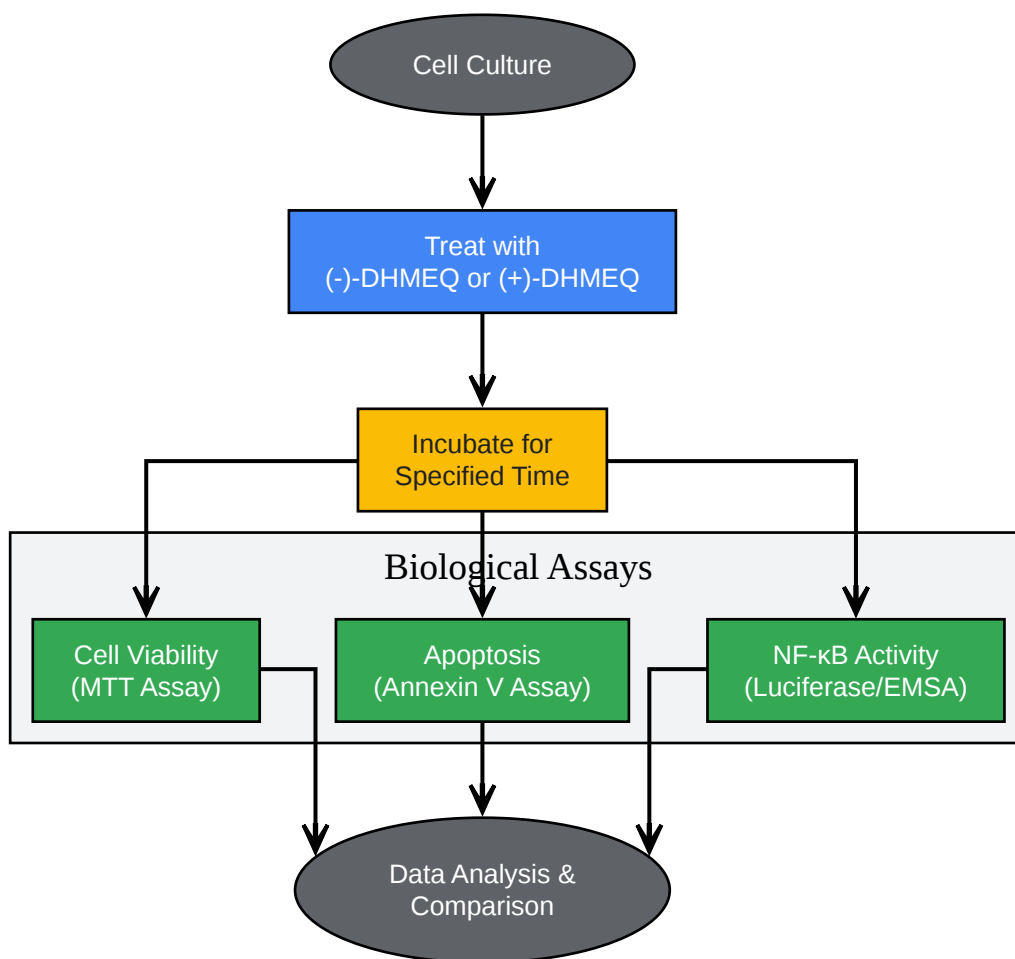 Cell Culture
Treat with
(-)-DHMEQ or (+)-DHMEQ
Incubate for
Specified Time
Biological Assays
Cell Viability
(MTT Assay)
Apoptosis
(Annexin V Assay)
NF-κB Activity
(Luciferase/EMSA)
Data Analysis &
Comparison